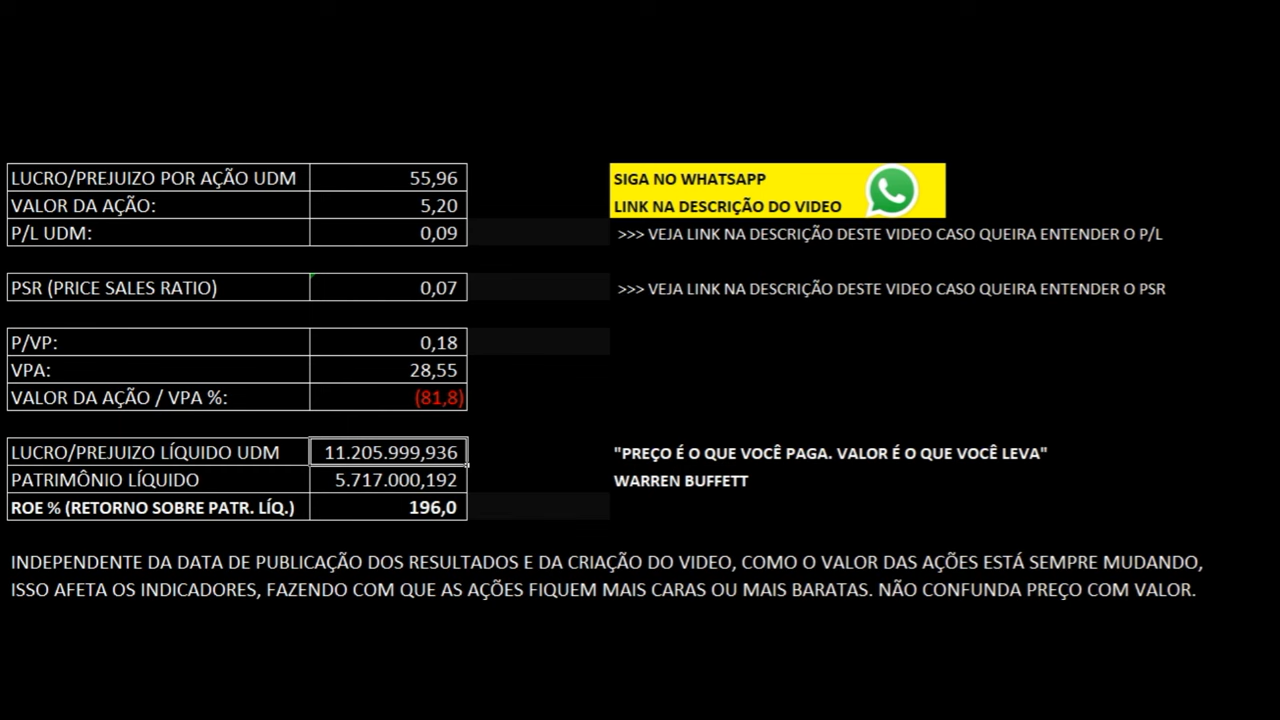 LUCRO/PREJUIZO POR AÇÃO UDM 55,96
VALOR DA AÇÃO: 5,20
P/L UDM: 0,09
SIGA NO WHATSAPP
LINK NA DESCRIÇÃO DO VIDEO
>>> VEJA LINK NA DESCRIÇÃO DESTE VIDEO CASO QUEIRA ENTENDER O P/L
PSR (PRICE SALES RATIO) 0,07
>>> VEJA LINK NA DESCRIÇÃO DESTE VIDEO CASO QUEIRA ENTENDER O PSR
P/VP: 0,18
VPA: 28,55
VALOR DA AÇÃO / VPA %: (81,8)
LUCRO/PREJUIZO LÍQUIDO UDM 11.205.999,936
PATRIMÔNIO LÍQUIDO 5.717.000,192
ROE % (RETORNO SOBRE PATR. LÍQ.) 196,0
"PREÇO É O QUE VOCÊ PAGA. VALOR É O QUE VOCÊ LEVA"
WARREN BUFFETT
INDEPENDENTE DA DATA DE PUBLICAÇÃO DOS RESULTADOS E DA CRIAÇÃO DO VIDEO, COMO O VALOR DAS AÇÕES ESTÁ SEMPRE MUDANDO,
ISSO AFETA OS INDICADORES, FAZENDO COM QUE AS AÇÕES FIQUEM MAIS CARAS OU MAIS BARATAS. NÃO CONFUNDA PREÇO COM VALOR.